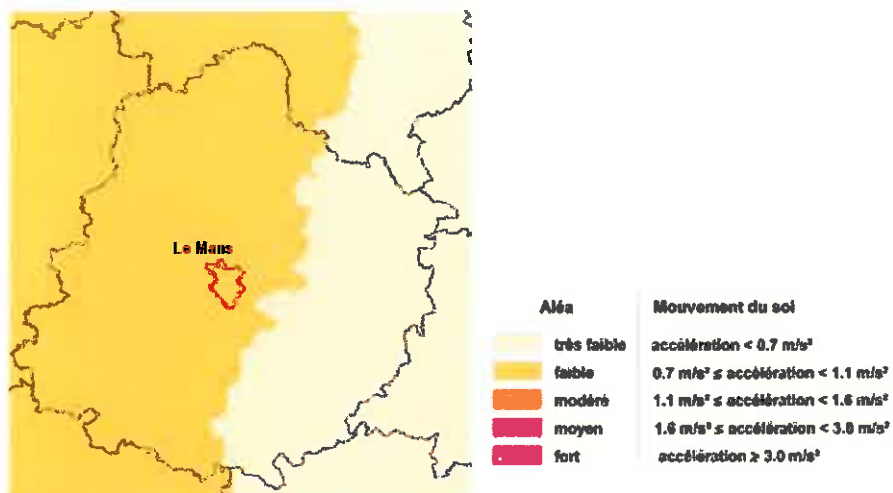 Le Mans
Aléa Mouvement du sol
très faible accélération < 0.7 m/s²
faible 0.7 m/s² ≤ accélération < 1.1 m/s²
modéré 1.1 m/s² ≤ accélération < 1.6 m/s²
moyen 1.6 m/s² ≤ accélération < 3.0 m/s²
fort accélération ≥ 3.0 m/s²